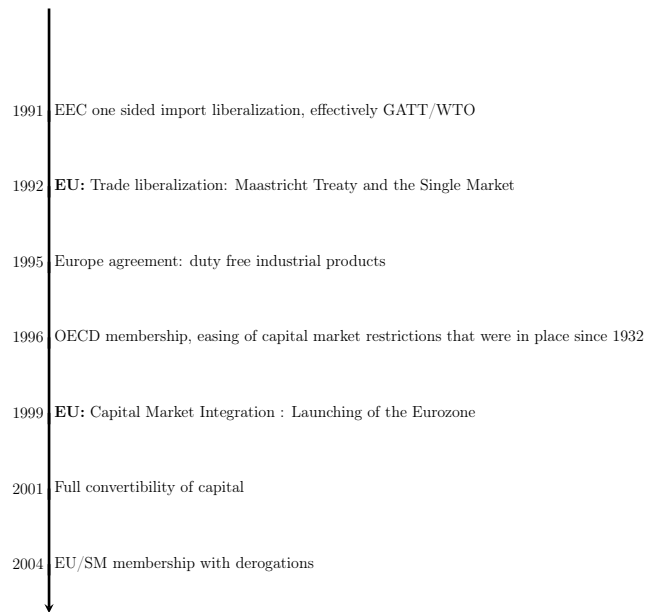 1991 EEC one sided import liberalization, effectively GATT/WTO
1992 EU: Trade liberalization: Maastricht Treaty and the Single Market
1995 Europe agreement: duty free industrial products
1996 OECD membership, easing of capital market restrictions that were in place since 1932
1999 EU: Capital Market Integration : Launching of the Eurozone
2001 Full convertibility of capital
2004 EU/SM membership with derogations